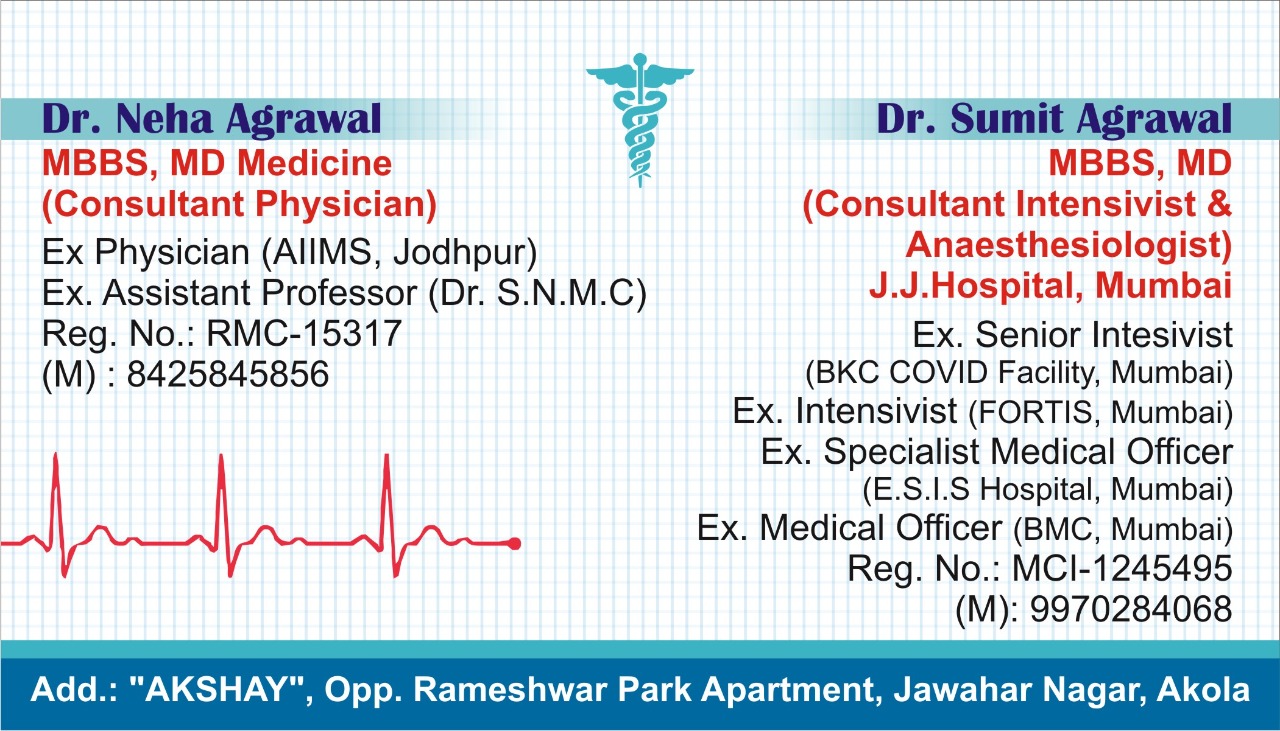 Dr. Neha Agrawal
MBBS, MD Medicine
(Consultant Physician)
Ex Physician (AIIMS, Jodhpur)
Ex. Assistant Professor (Dr. S.N.M.C)
Reg. No.: RMC-15317
(M) : 8425845856
Dr. Sumit Agrawal
MBBS, MD
(Consultant Intensivist &
Anaesthesiologist)
J.J.Hospital, Mumbai
Ex. Senior Intesivist
(BKC COVID Facility, Mumbai)
Ex. Intensivist (FORTIS, Mumbai)
Ex. Specialist Medical Officer
(E.S.I.S Hospital, Mumbai)
Ex. Medical Officer (BMC, Mumbai)
Reg. No.: MCI-1245495
(M): 9970284068
Add.: "AKSHAY", Opp. Rameshwar Park Apartment, Jawahar Nagar, Akola